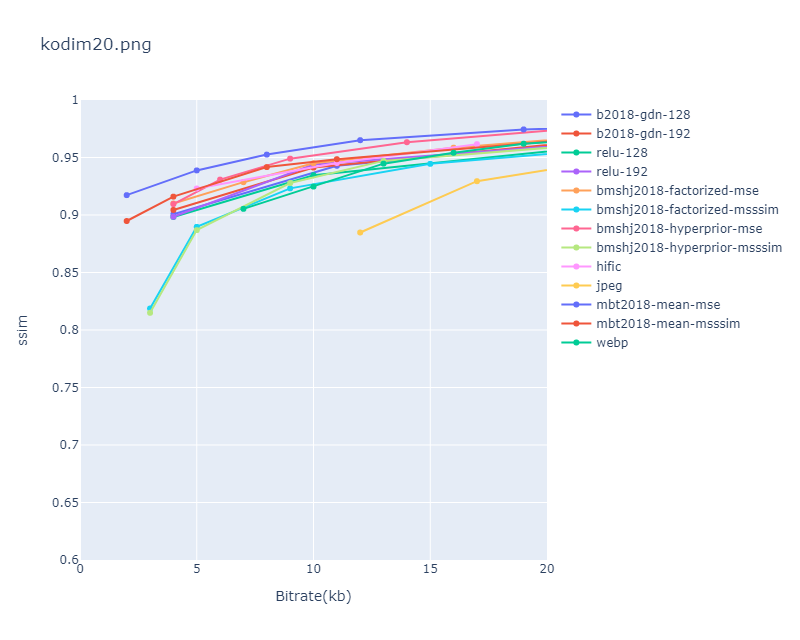 kodim20.png
1
0.95
0.9
0.85
0.8
0.75
0.7
0.65
0.6
ssim
0
5
10
15
20
Bitrate(kb)
b2018-gdn-128
b2018-gdn-192
relu-128
relu-192
bmshj2018-factorized-mse
bmshj2018-factorized-msssim
bmshj2018-hyperprior-mse
bmshj2018-hyperprior-msssim
hific
jpeg
mbt2018-mean-mse
mbt2018-mean-msssim
webp